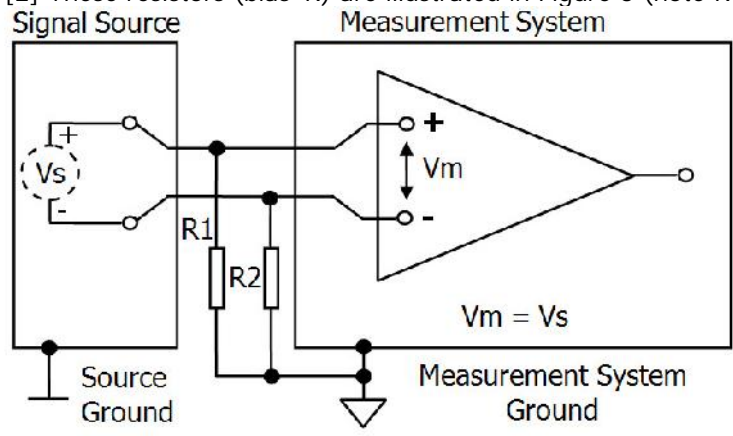 Signal Source
Measurement System
+
Vs
-
+
Vm
-
R1
R2
Vm = Vs
Source
Ground
Measurement System
Ground